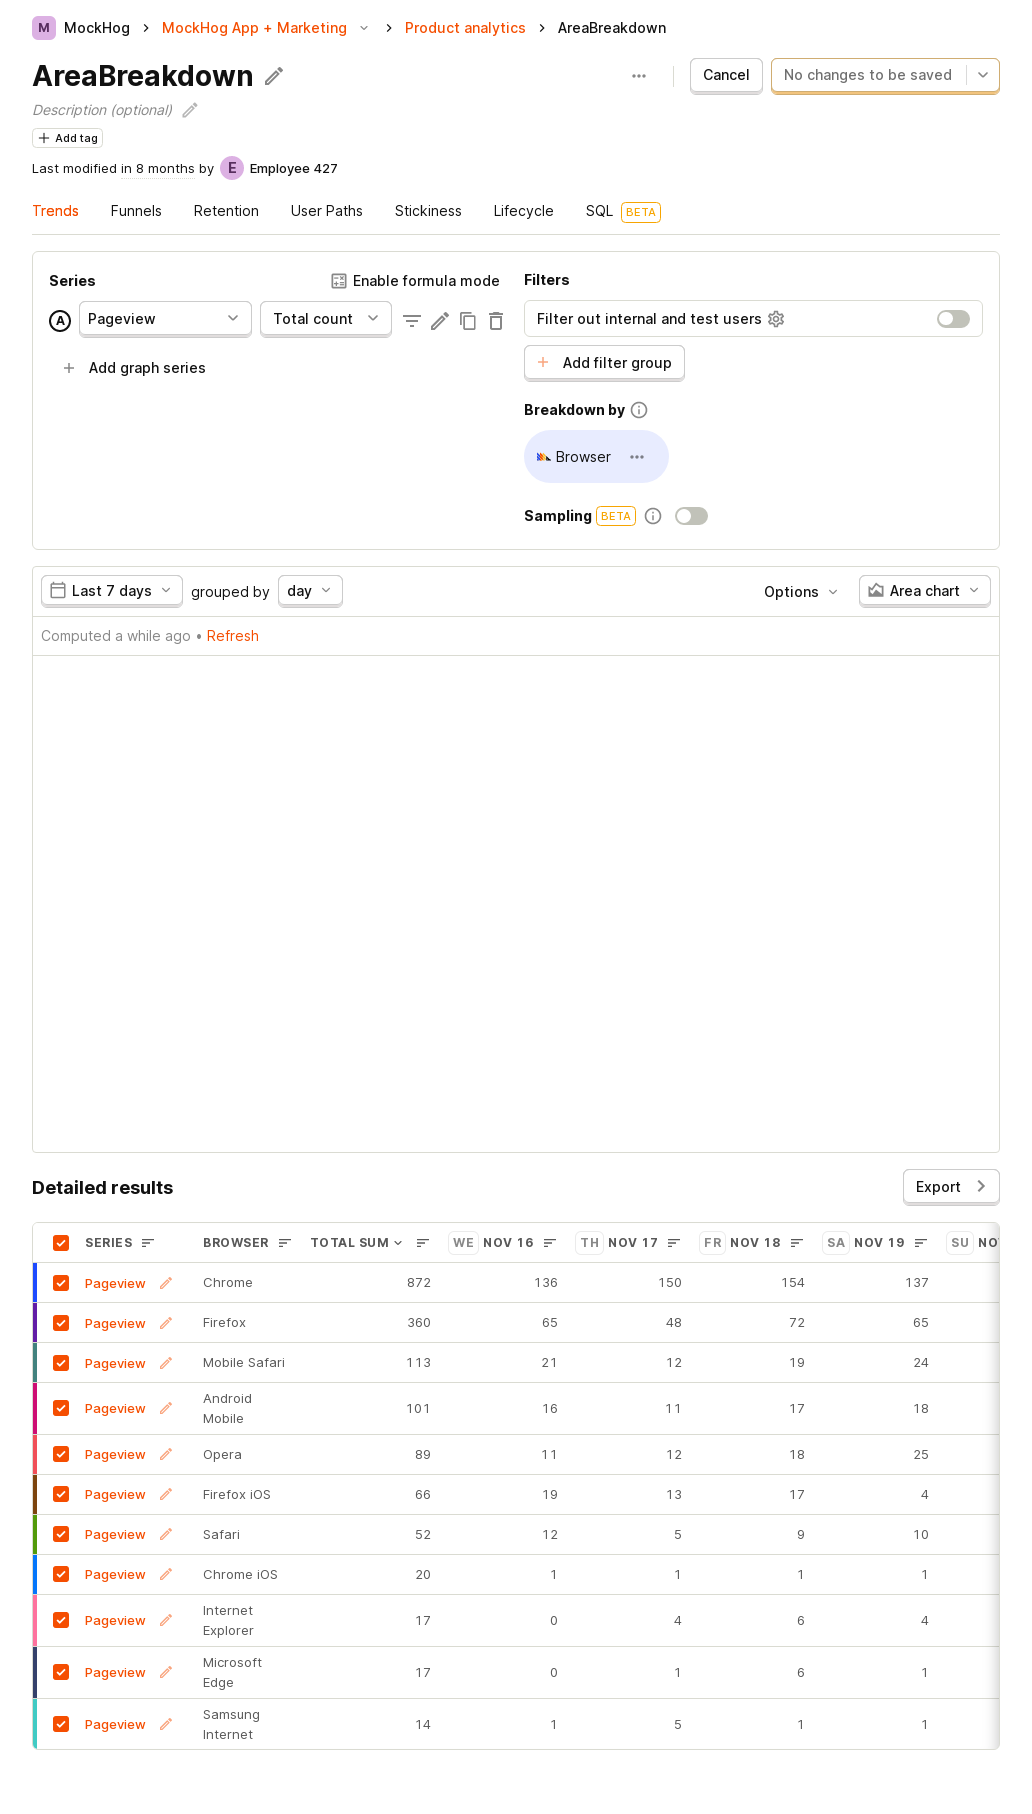 M MockHog MockHog App + Marketing Product analytics AreaBreakdown
AreaBreakdown
Cancel No changes to be saved
Description (optional)
Add tag
Last modified in 8 months by E Employee 427
Trends Funnels Retention User Paths Stickiness Lifecycle SQL BETA
Series Enable formula mode
A Pageview Total count
Add graph series
Filters
Filter out internal and test users
Add filter group
Breakdown by
Browser
Sampling BETA
Last 7 days grouped by day Options Area chart
Computed a while ago • Refresh
Detailed results Export
SERIES BROWSER TOTAL SUM WE NOV 16 TH NOV 17 FR NOV 18 SA NOV 19 SU
Pageview Chrome 872 136 150 154 137
Pageview Firefox 360 65 48 72 65
Pageview Mobile Safari 113 21 12 19 24
Pageview Android Mobile 101 16 11 17 18
Pageview Opera 89 11 12 18 25
Pageview Firefox iOS 66 19 13 17 4
Pageview Safari 52 12 5 9 10
Pageview Chrome iOS 20 1 1 1 1
Pageview Internet Explorer 17 0 4 6 4
Pageview Microsoft Edge 17 0 1 6 1
Pageview Samsung Internet 14 1 5 1 1